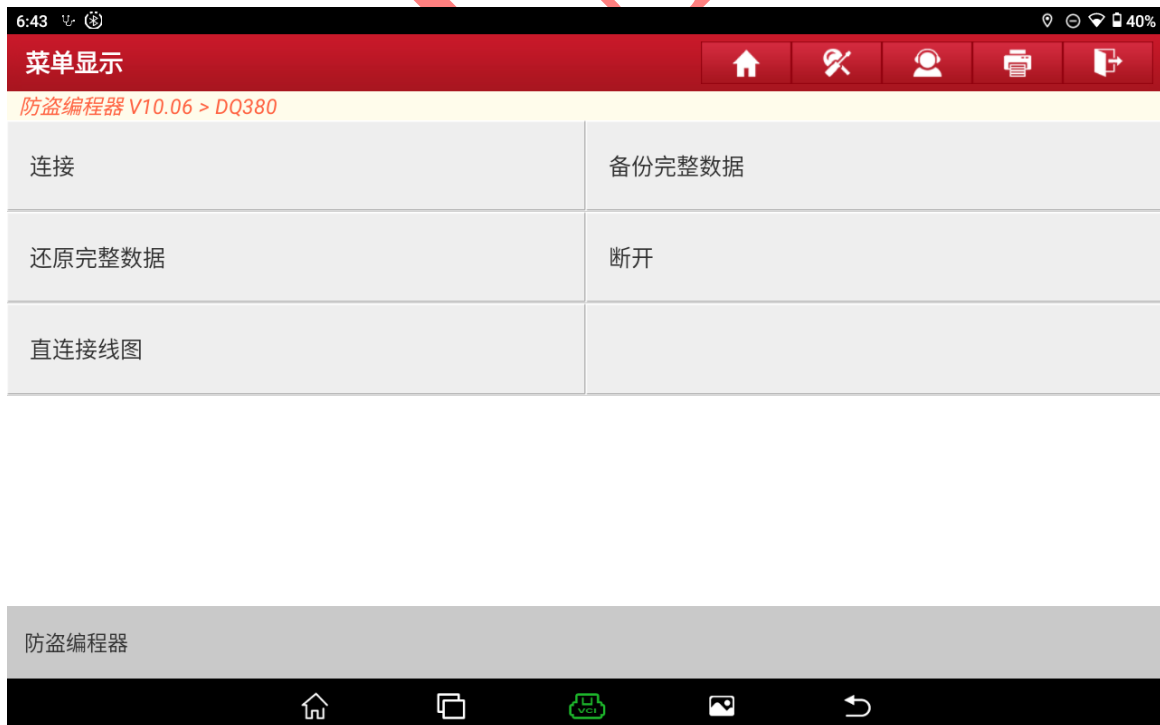 6:43 40%
菜单显示
防盗编程器 V10.06 > DQ380
连接 备份完整数据
还原完整数据 断开
直连接线图
防盗编程器
VCI